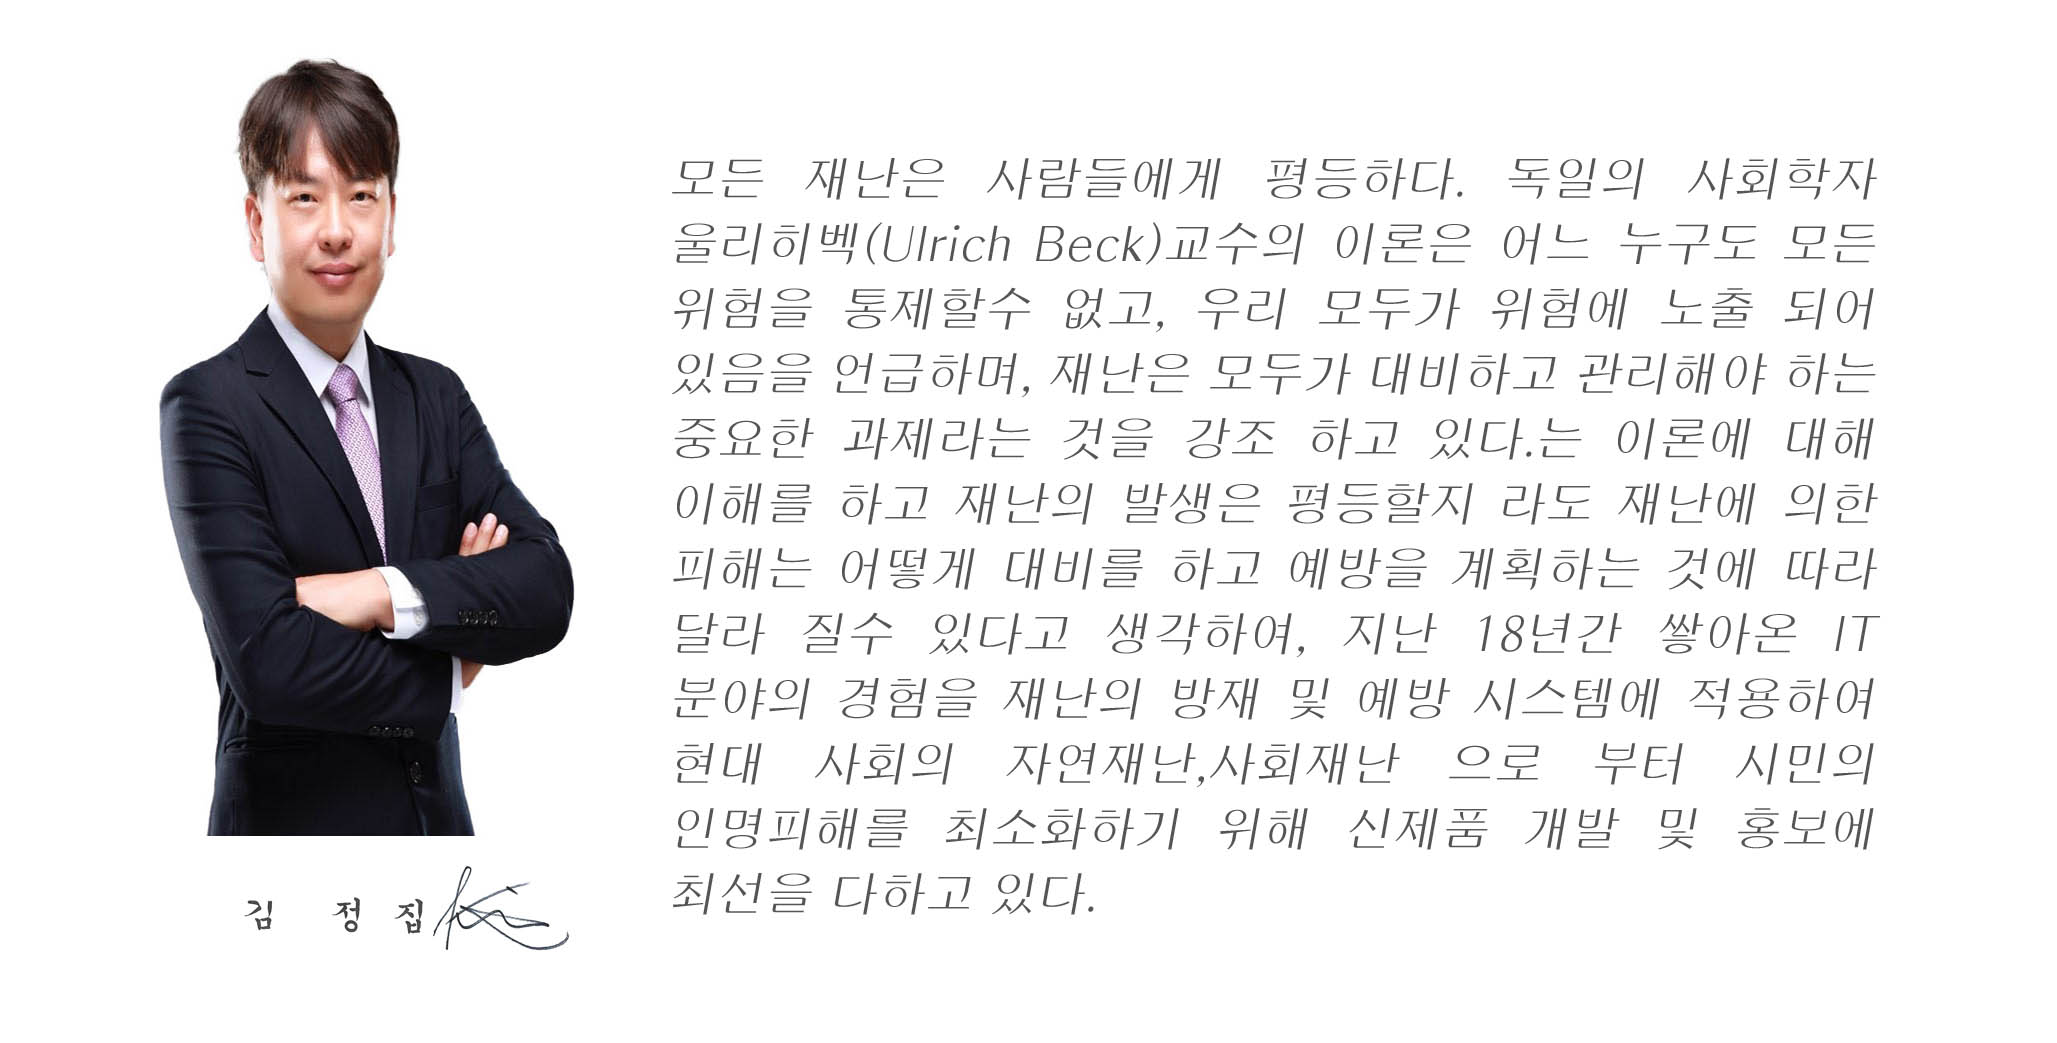 모든 재난은 사람들에게 평등하다. 독일의 사회학자
울리히벡(Ulrich Beck)교수의 이론은 어느 누구도 모든
위험을 통제할수 없고, 우리 모두가 위험에 노출 되어
있음을 언급하며, 재난은 모두가 대비하고 관리해야 하는
중요한 과제라는 것을 강조 하고 있다.는 이론에 대해
이해를 하고 재난의 발생은 평등할지 라도 재난에 의한
피해는 어떻게 대비를 하고 예방을 계획하는 것에 따라
달라 질수 있다고 생각하여, 지난 18년간 쌓아온 IT
분야의 경험을 재난의 방재 및 예방 시스템에 적용하여
현대 사회의 자연재난,사회재난 으로 부터 시민의
인명피해를 최소화하기 위해 신제품 개발 및 홍보에
최선을 다하고 있다.
김 정 집